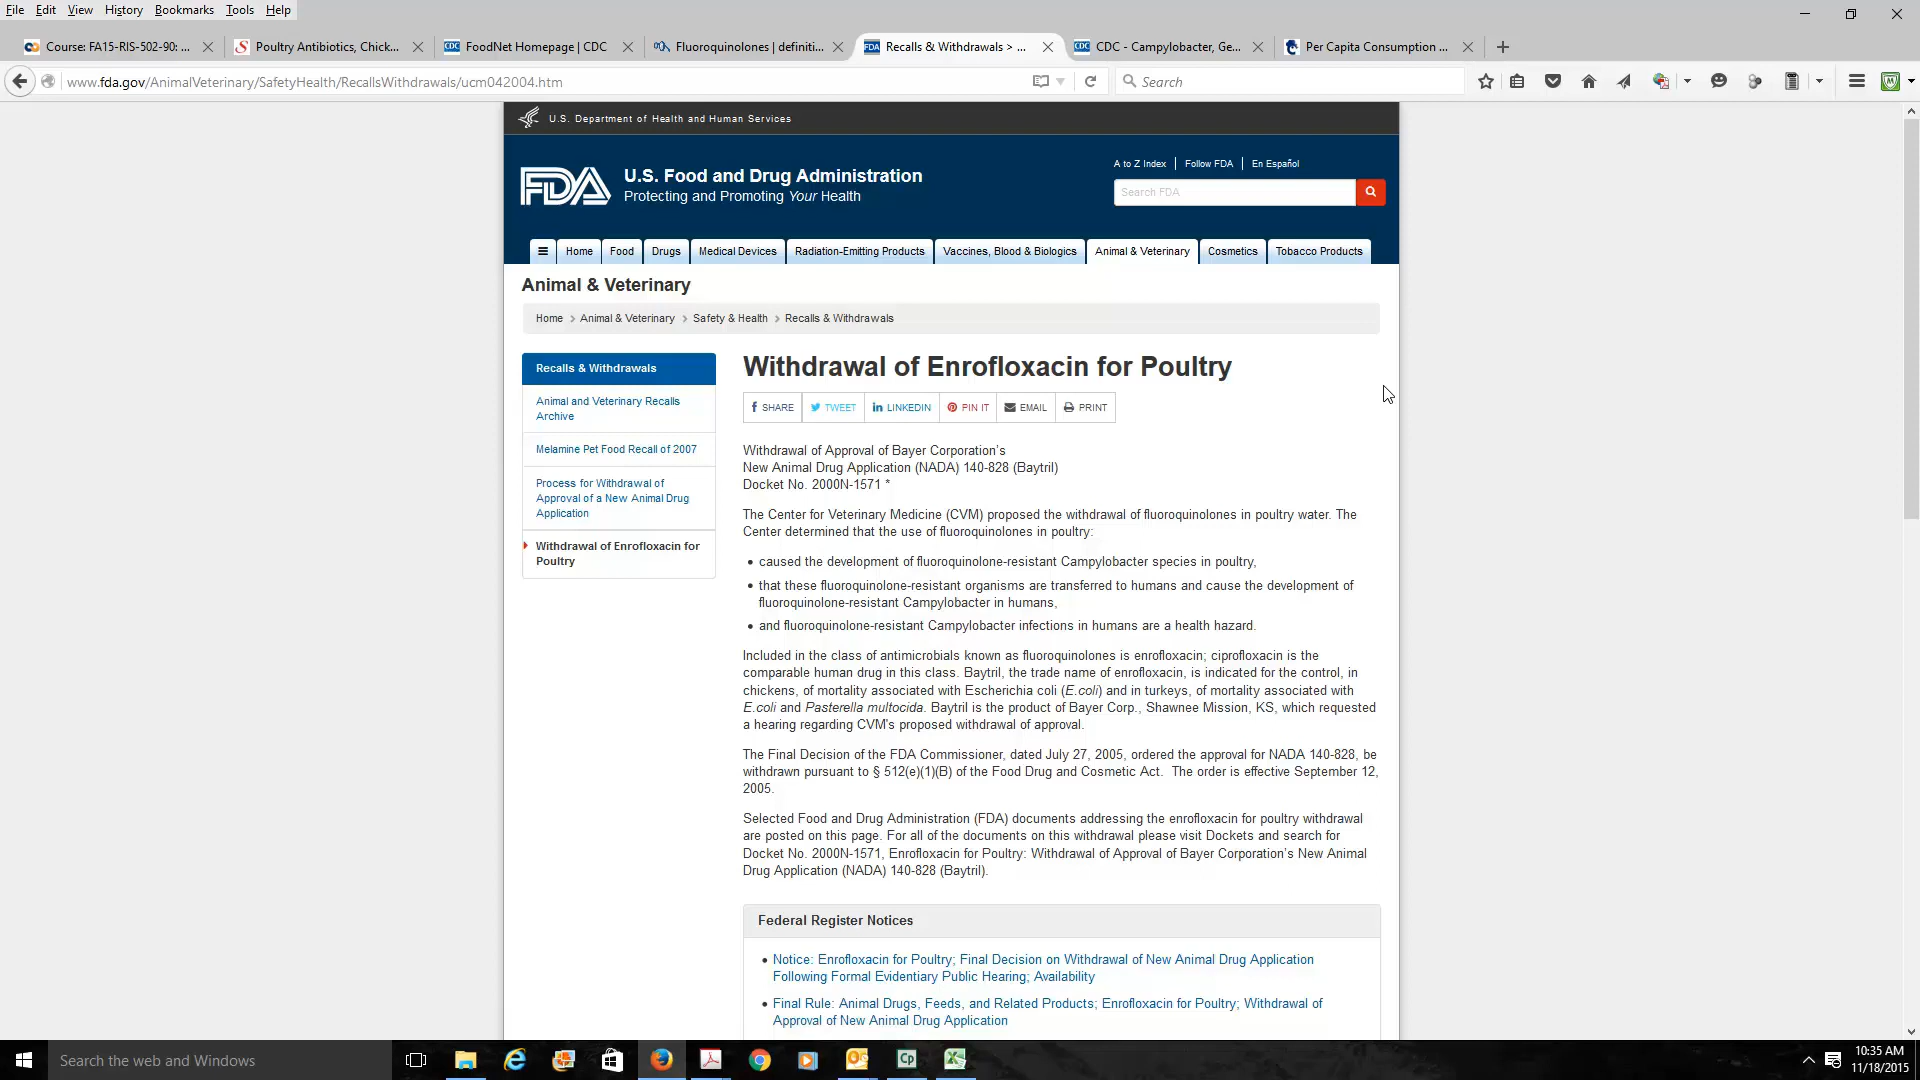 File Edit View History Bookmarks Tools Help
Course: FA15-RIS-502-90: ...
Poultry Antibiotics, Chick...
CDC FoodNet Homepage | CDC
Fluoroquinolones | definiti...
FDA Recalls & Withdrawals > ...
CDC CDC - Campylobacter, Ge...
Per Capita Consumption ...
www.fda.gov/AnimalVeterinary/SafetyHealth/RecallsWithdrawals/ucm042004.htm
Search
U.S. Department of Health and Human Services
A to Z Index Follow FDA En Español
FDA U.S. Food and Drug Administration
Protecting and Promoting Your Health
Search FDA
Home Food Drugs Medical Devices Radiation-Emitting Products Vaccines, Blood & Biologics Animal & Veterinary Cosmetics Tobacco Products
Animal & Veterinary
Home > Animal & Veterinary > Safety & Health > Recalls & Withdrawals
Recalls & Withdrawals
Animal and Veterinary Recalls
Archive
Melamine Pet Food Recall of 2007
Process for Withdrawal of
Approval of a New Animal Drug
Application
Withdrawal of Enrofloxacin for
Poultry
Withdrawal of Enrofloxacin for Poultry
SHARE TWEET LINKEDIN PIN IT EMAIL PRINT
Withdrawal of Approval of Bayer Corporation's
New Animal Drug Application (NADA) 140-828 (Baytril)
Docket No. 2000N-1571 *
The Center for Veterinary Medicine (CVM) proposed the withdrawal of fluoroquinolones in poultry water. The
Center determined that the use of fluoroquinolones in poultry:
• caused the development of fluoroquinolone-resistant Campylobacter species in poultry,
• that these fluoroquinolone-resistant organisms are transferred to humans and cause the development of
fluoroquinolone-resistant Campylobacter in humans,
• and fluoroquinolone-resistant Campylobacter infections in humans are a health hazard.
Included in the class of antimicrobials known as fluoroquinolones is enrofloxacin; ciprofloxacin is the
comparable human drug in this class. Baytril, the trade name of enrofloxacin, is indicated for the control, in
chickens, of mortality associated with Escherichia coli (E.coli) and in turkeys, of mortality associated with
E.coli and Pasterella multocida. Baytril is the product of Bayer Corp., Shawnee Mission, KS, which requested
a hearing regarding CVM's proposed withdrawal of approval.
The Final Decision of the FDA Commissioner, dated July 27, 2005, ordered the approval for NADA 140-828, be
withdrawn pursuant to § 512(e)(1)(B) of the Food Drug and Cosmetic Act. The order is effective September 12,
2005.
Selected Food and Drug Administration (FDA) documents addressing the enrofloxacin for poultry withdrawal
are posted on this page. For all of the documents on this withdrawal please visit Dockets and search for
Docket No. 2000N-1571, Enrofloxacin for Poultry: Withdrawal of Approval of Bayer Corporation's New Animal
Drug Application (NADA) 140-828 (Baytril).
Federal Register Notices
• Notice: Enrofloxacin for Poultry; Final Decision on Withdrawal of New Animal Drug Application
Following Formal Evidentiary Public Hearing; Availability
• Final Rule: Animal Drugs, Feeds, and Related Products; Enrofloxacin for Poultry; Withdrawal of
Approval of New Animal Drug Application
Search the web and Windows
Cp
10:35 AM
11/18/2015